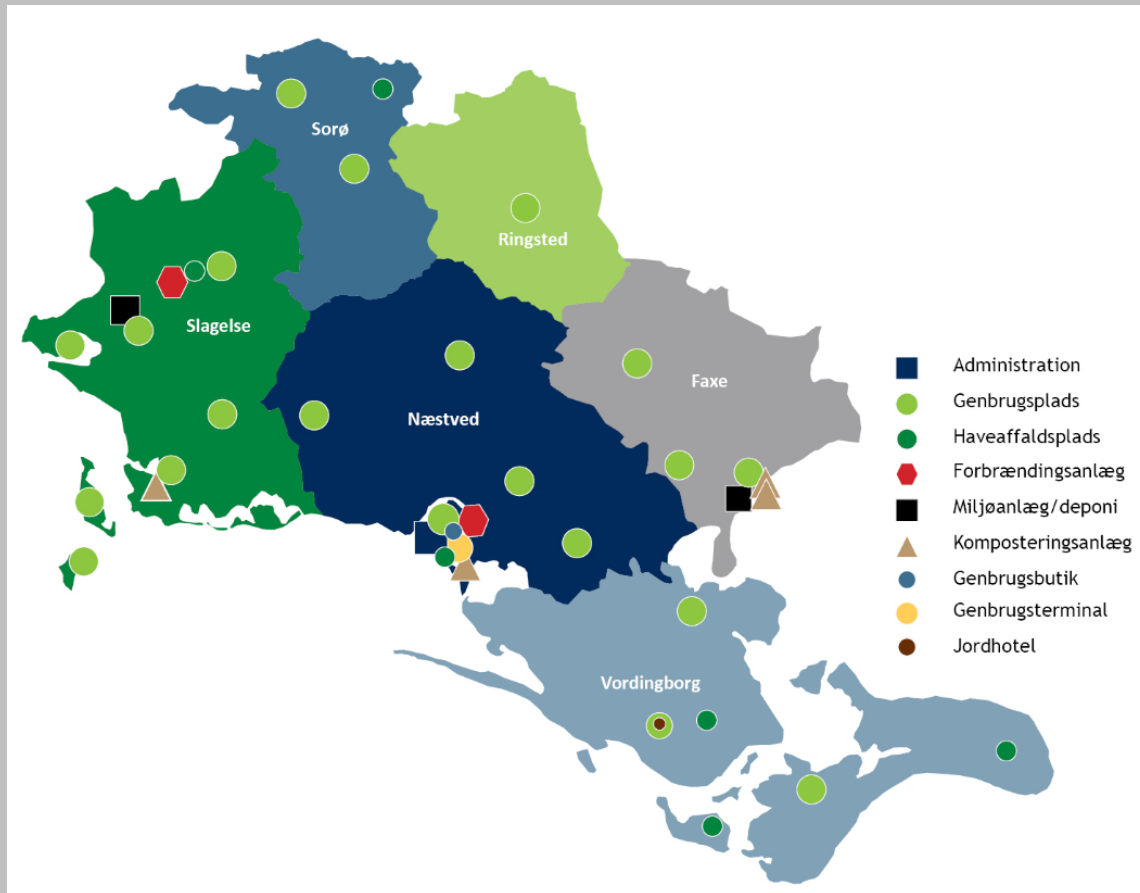 Sorø
Ringsted
Slagelse
Faxe
Næstved
Vordingborg
Administration
Genbrugsplads
Haveaffaldsplads
Forbrændingsanlæg
Miljøanlæg/deponi
Komposteringsanlæg
Genbrugsbutik
Genbrugsterminal
Jordhotel